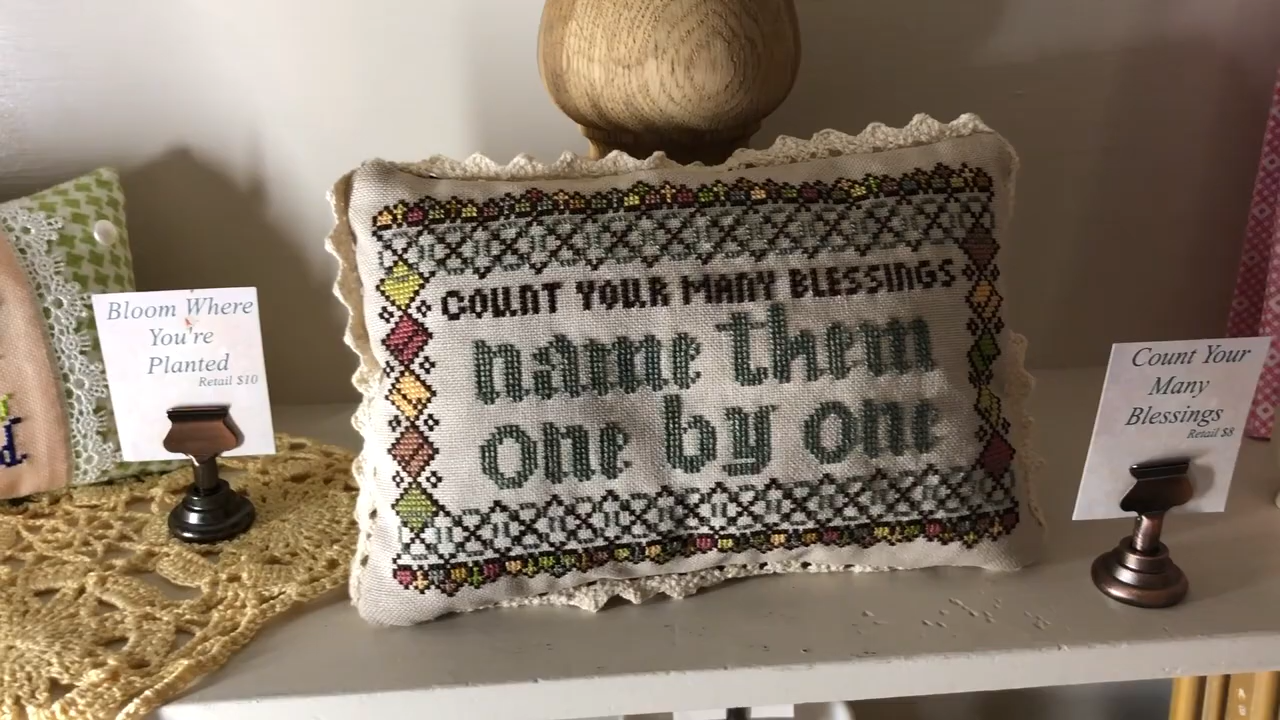 Bloom Where
You're
Planted
Retail $10
COUNT YOUR MANY BLESSINGS
name them
one by one
Count Your
Many
Blessings
Retail $8